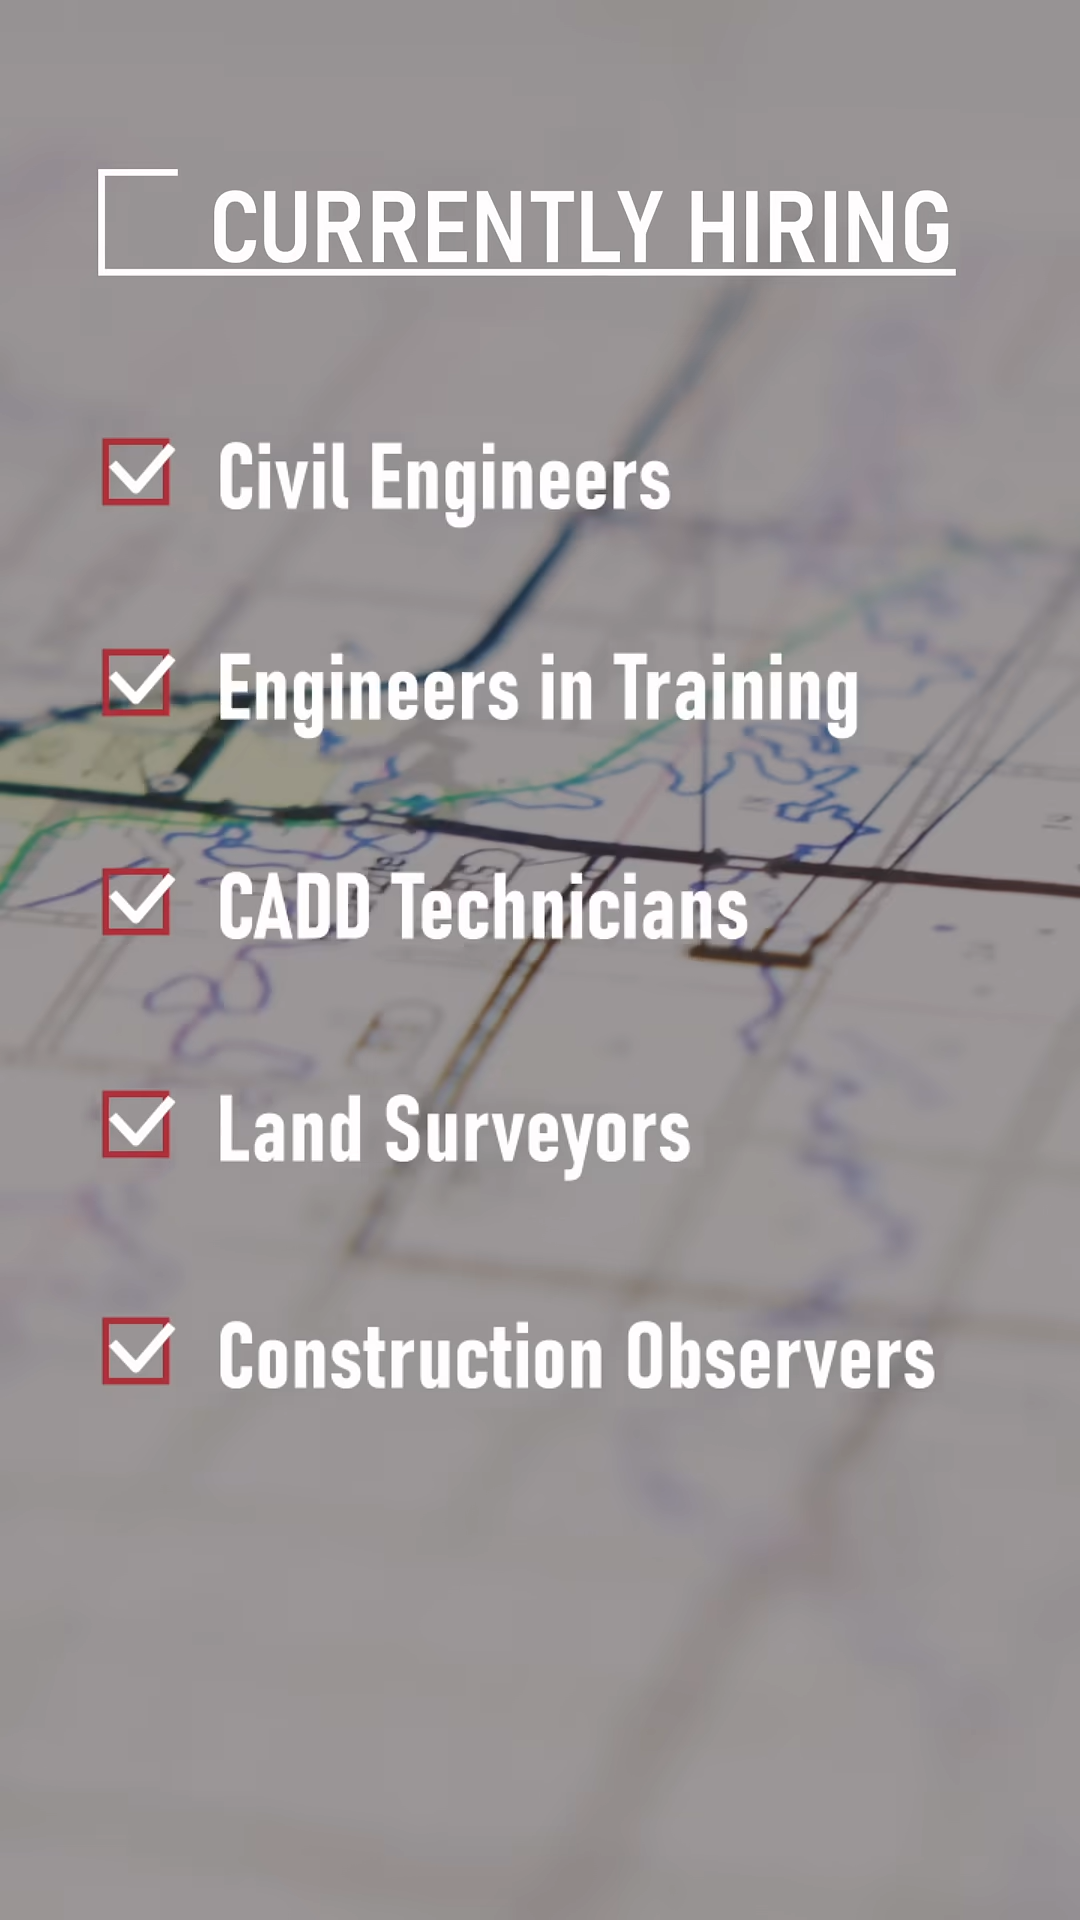 CURRENTLY HIRING
Civil Engineers
Engineers in Training
CADD Technicians
Land Surveyors
Construction Observers